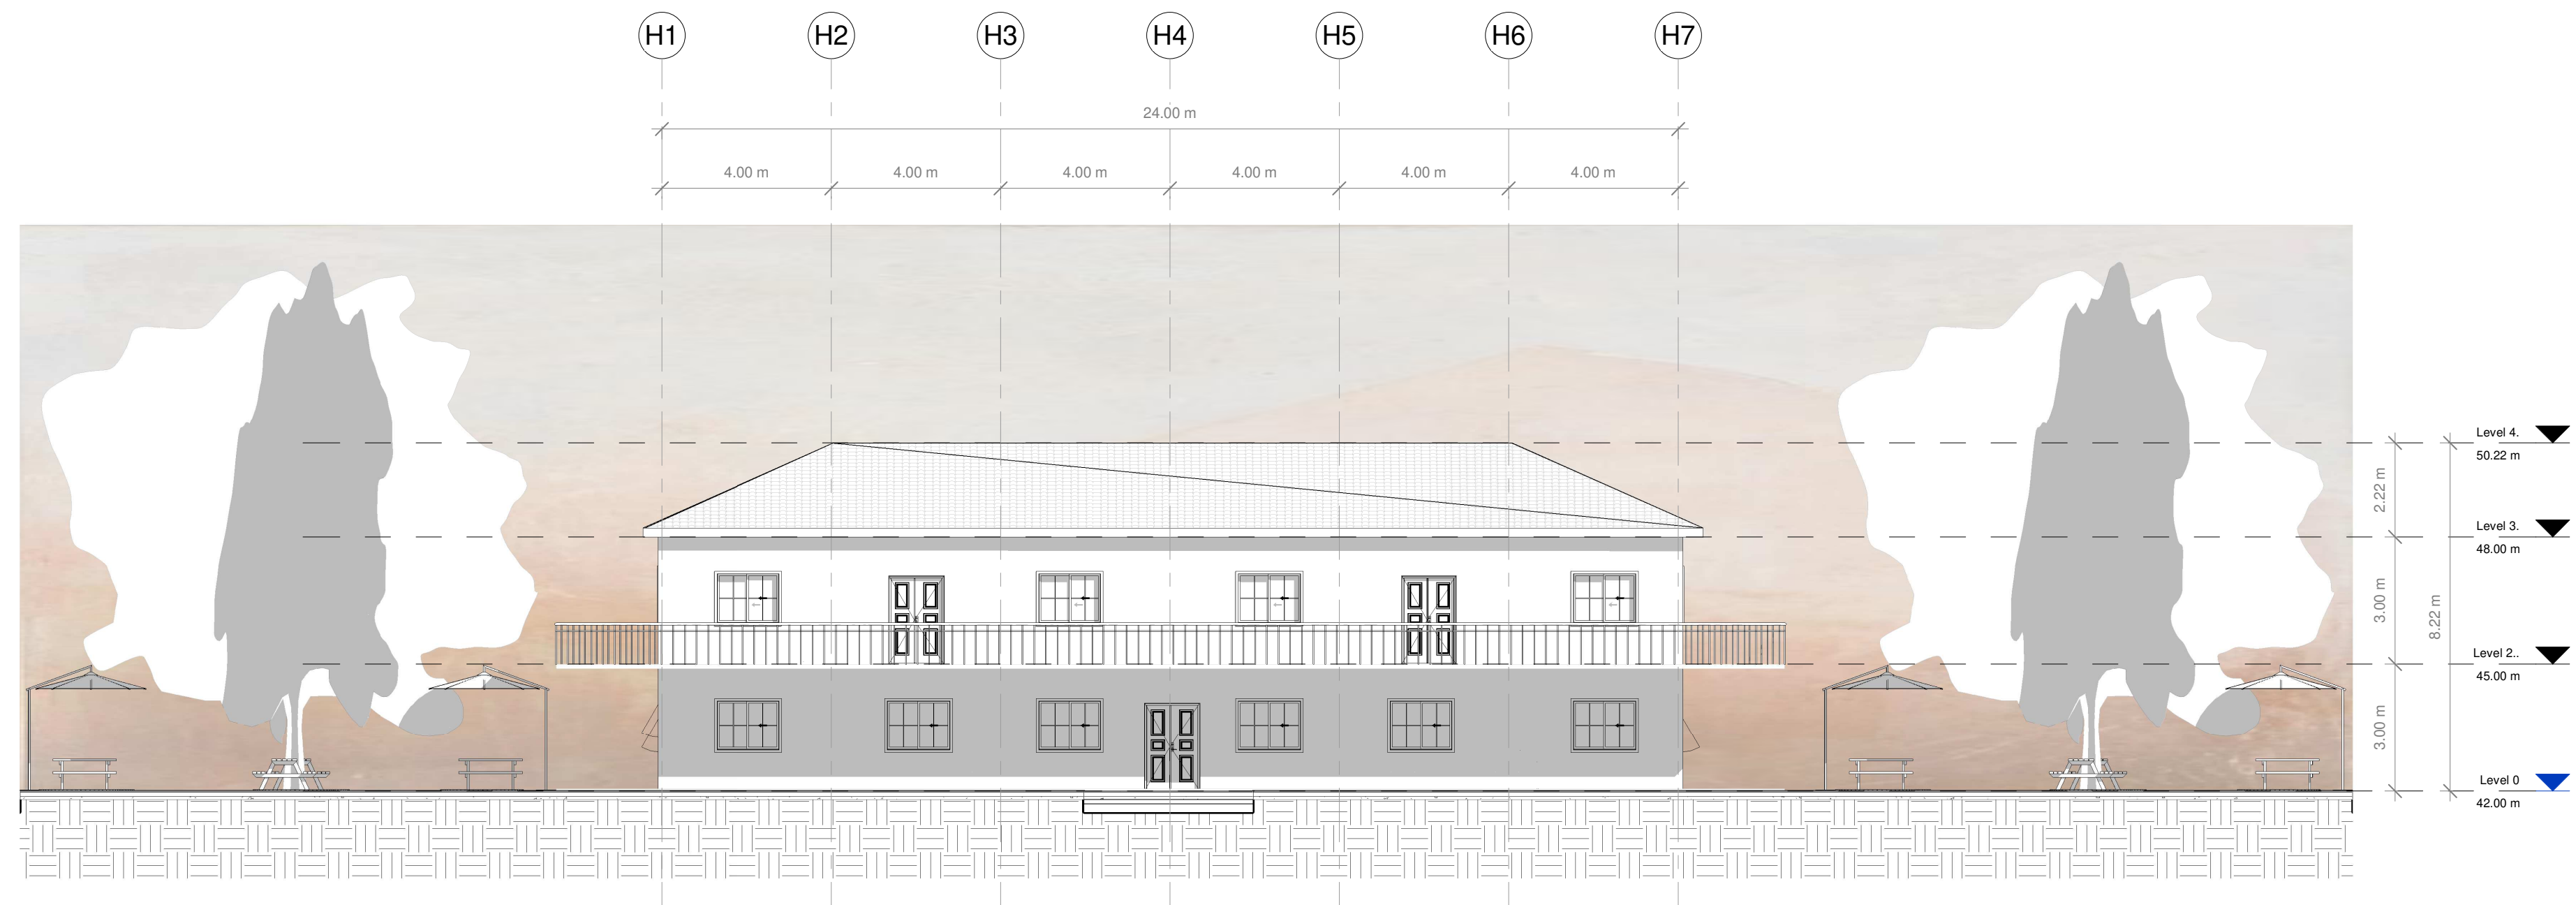 H1 H2 H3 H4 H5 H6 H7
24.00 m
4.00 m 4.00 m 4.00 m 4.00 m 4.00 m 4.00 m
Level 4.
50.22 m
2.22 m
Level 3.
48.00 m
3.00 m
8.22 m
Level 2..
45.00 m
3.00 m
Level 0
42.00 m